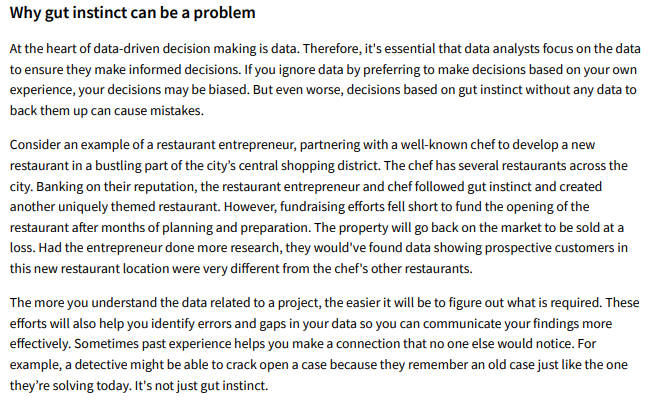 Why gut instinct can be a problem
At the heart of data-driven decision making is data. Therefore, it's essential that data analysts focus on the data
to ensure they make informed decisions. If you ignore data by preferring to make decisions based on your own
experience, your decisions may be biased. But even worse, decisions based on gut instinct without any data to
back them up can cause mistakes.
Consider an example of a restaurant entrepreneur, partnering with a well-known chef to develop a new
restaurant in a bustling part of the city’s central shopping district. The chef has several restaurants across the
city. Banking on their reputation, the restaurant entrepreneur and chef followed gut instinct and created
another uniquely themed restaurant. However, fundraising efforts fell short to fund the opening of the
restaurant after months of planning and preparation. The property will go back on the market to be sold at a
loss. Had the entrepreneur done more research, they would've found data showing prospective customers in
this new restaurant location were very different from the chef's other restaurants.
The more you understand the data related to a project, the easier it will be to figure out what is required. These
efforts will also help you identify errors and gaps in your data so you can communicate your findings more
effectively. Sometimes past experience helps you make a connection that no one else would notice. For
example, a detective might be able to crack open a case because they remember an old case just like the one
they’re solving today. It's not just gut instinct.